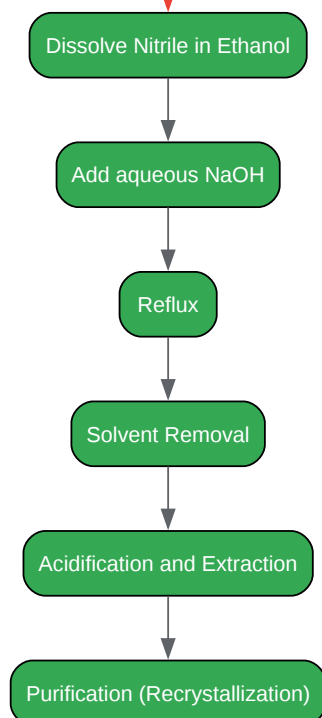 Dissolve Nitrile in Ethanol
Add aqueous NaOH
Reflux
Solvent Removal
Acidification and Extraction
Purification (Recrystallization)